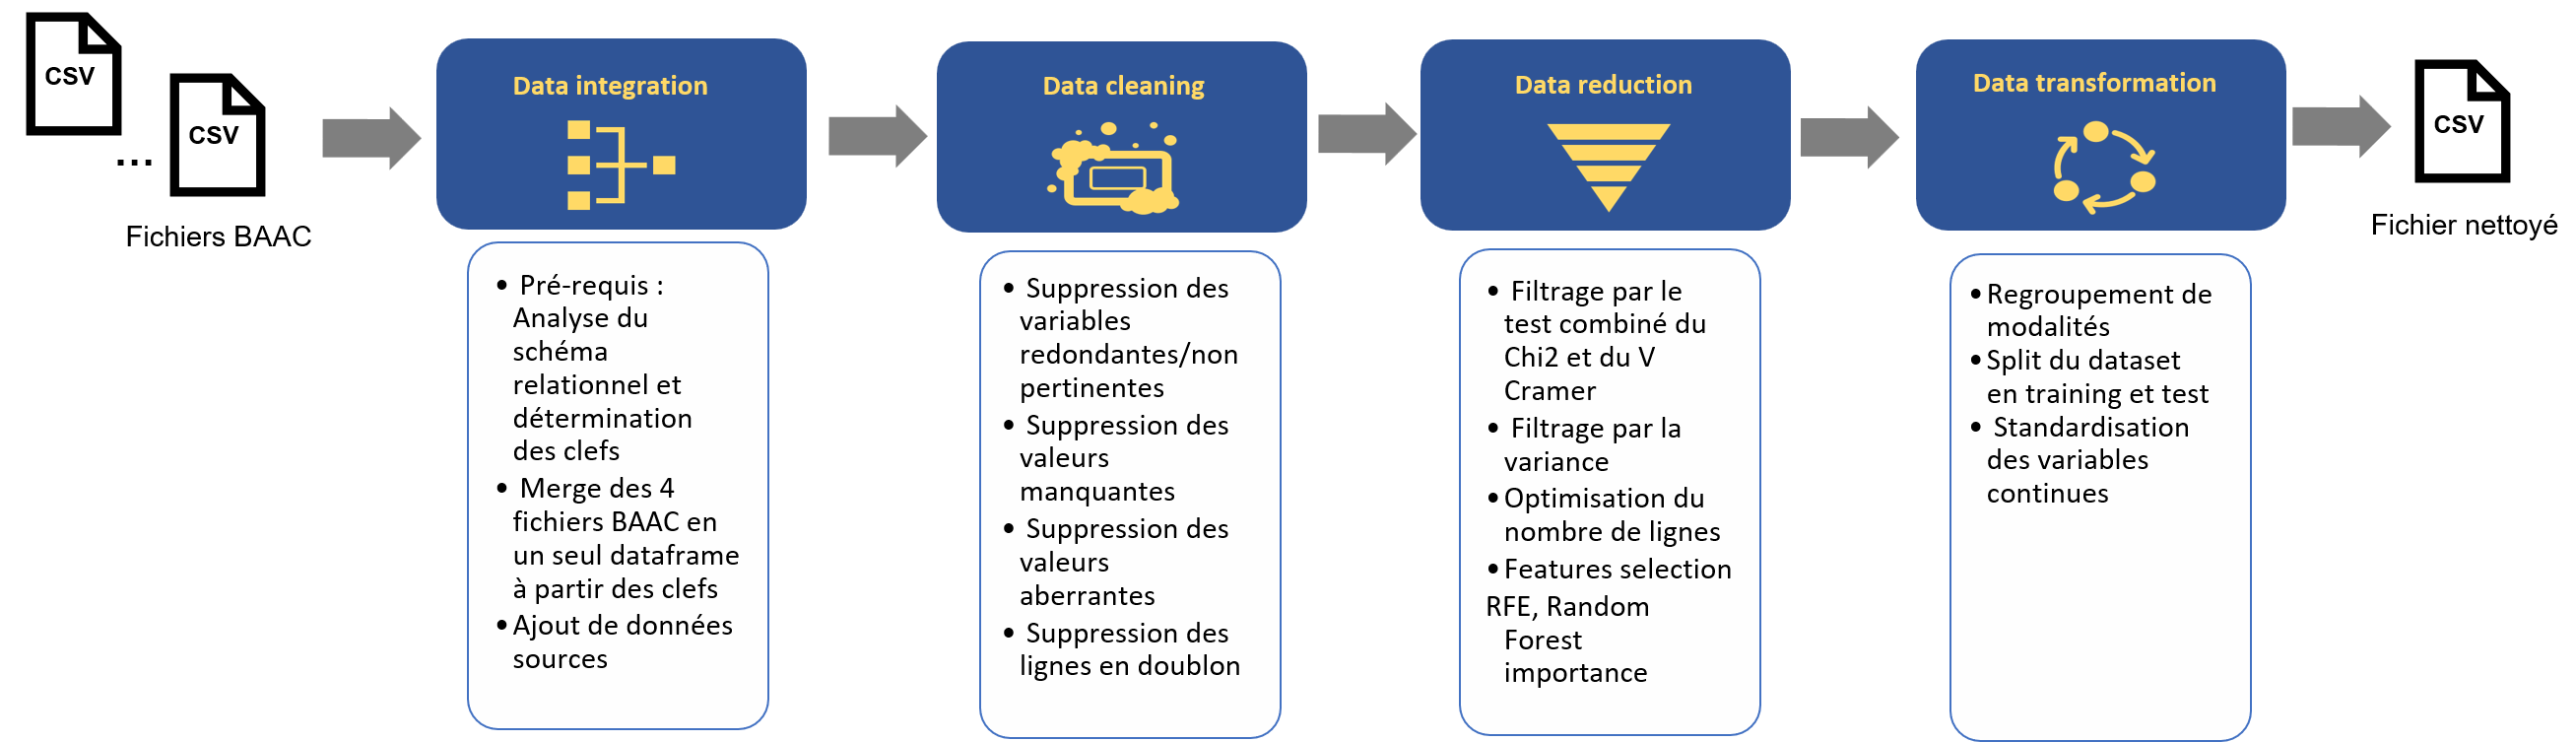 CSV
...
CSV
Fichiers BAAC
Data integration
• Pré-requis :
Analyse du
schéma
relationnel et
détermination
des clefs
• Merge des 4
fichiers BAAC en
un seul dataframe
à partir des clefs
• Ajout de données
sources
Data cleaning
• Suppression des
variables
redondantes/non
pertinentes
• Suppression des
valeurs
manquantes
• Suppression des
valeurs
aberrantes
• Suppression des
lignes en doublon
Data reduction
• Filtrage par le
test combiné du
Chi2 et du V
Cramer
• Filtrage par la
variance
• Optimisation du
nombre de lignes
• Features selection
RFE, Random
Forest
importance
Data transformation
• Regroupement de
modalités
• Split du dataset
en training et test
• Standardisation
des variables
continues
CSV
Fichier nettoyé